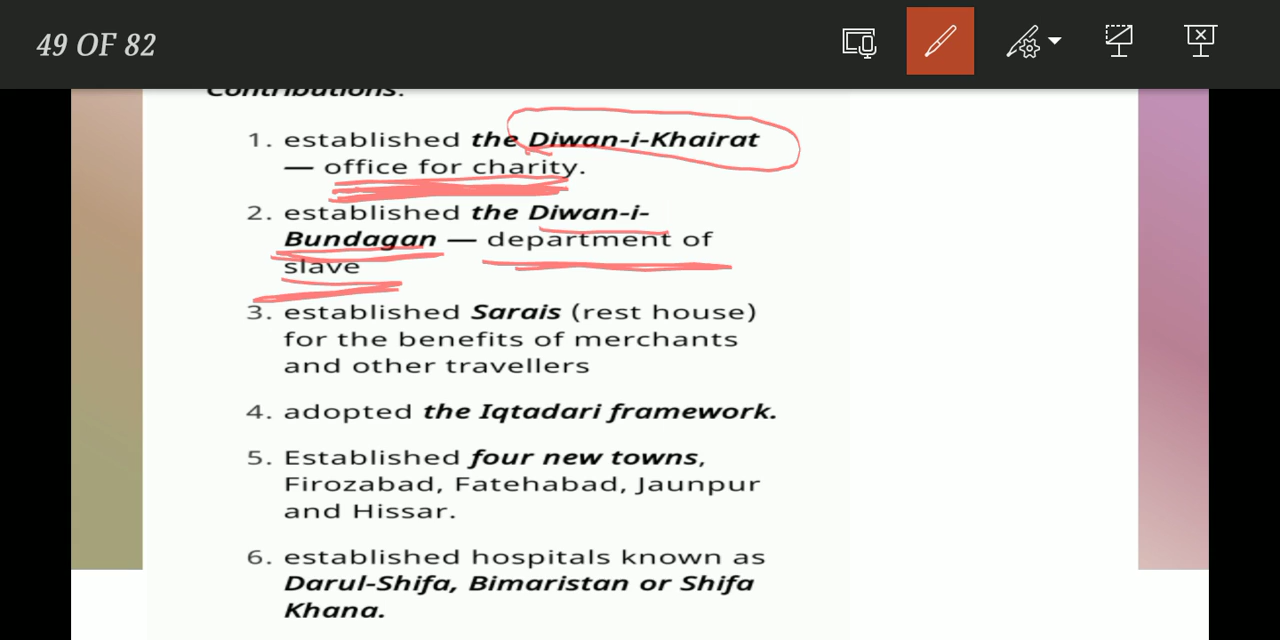 49 OF 82
Contributions:
1. established the Diwan-i-Khairat
— office for charity.
2. established the Diwan-i-
Bundagan — department of
slave
3. established Sarais (rest house)
for the benefits of merchants
and other travellers
4. adopted the Iqtadari framework.
5. Established four new towns,
Firozabad, Fatehabad, Jaunpur
and Hissar.
6. established hospitals known as
Darul-Shifa, Bimaristan or Shifa
Khana.